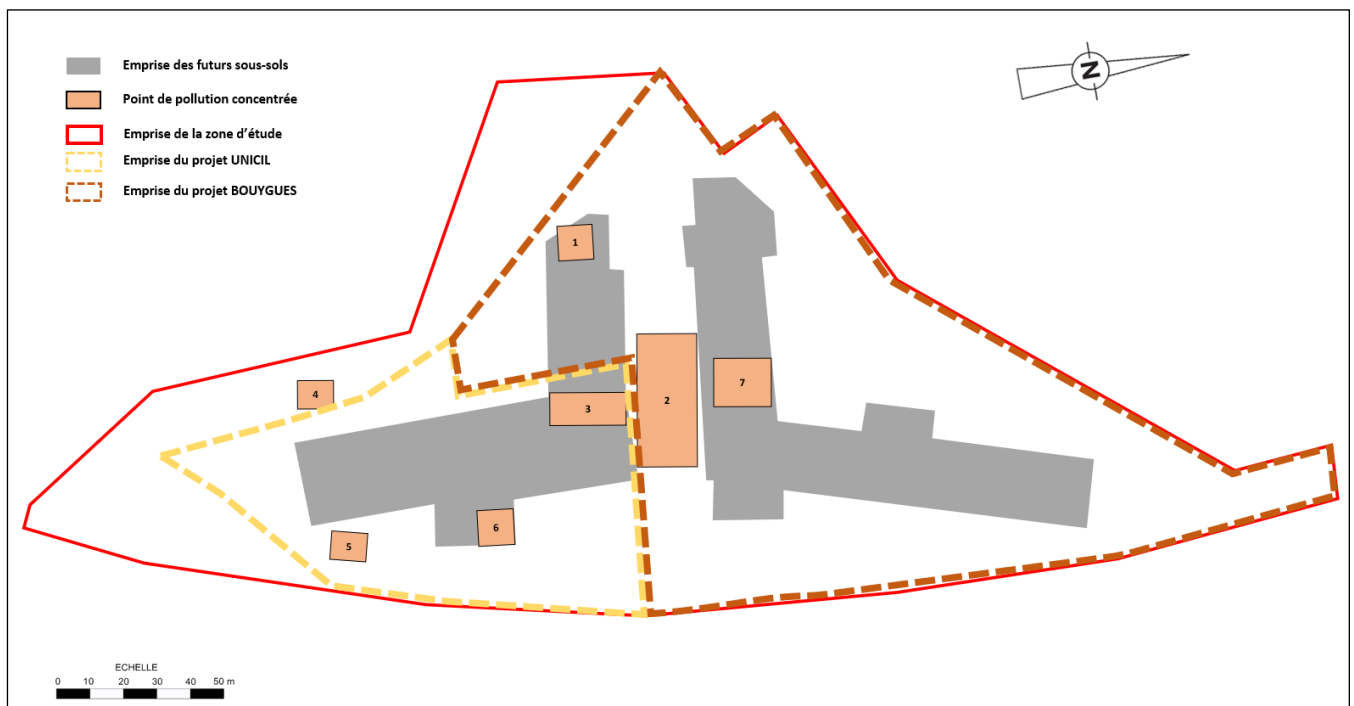 Emprise des futurs sous-sols
Point de pollution concentrée
Emprise de la zone d'étude
Emprise du projet UNICIL
Emprise du projet BOUYGUES
N
1
4
3
2
7
6
5
ECHELLE
0 10 20 30 40 50 m